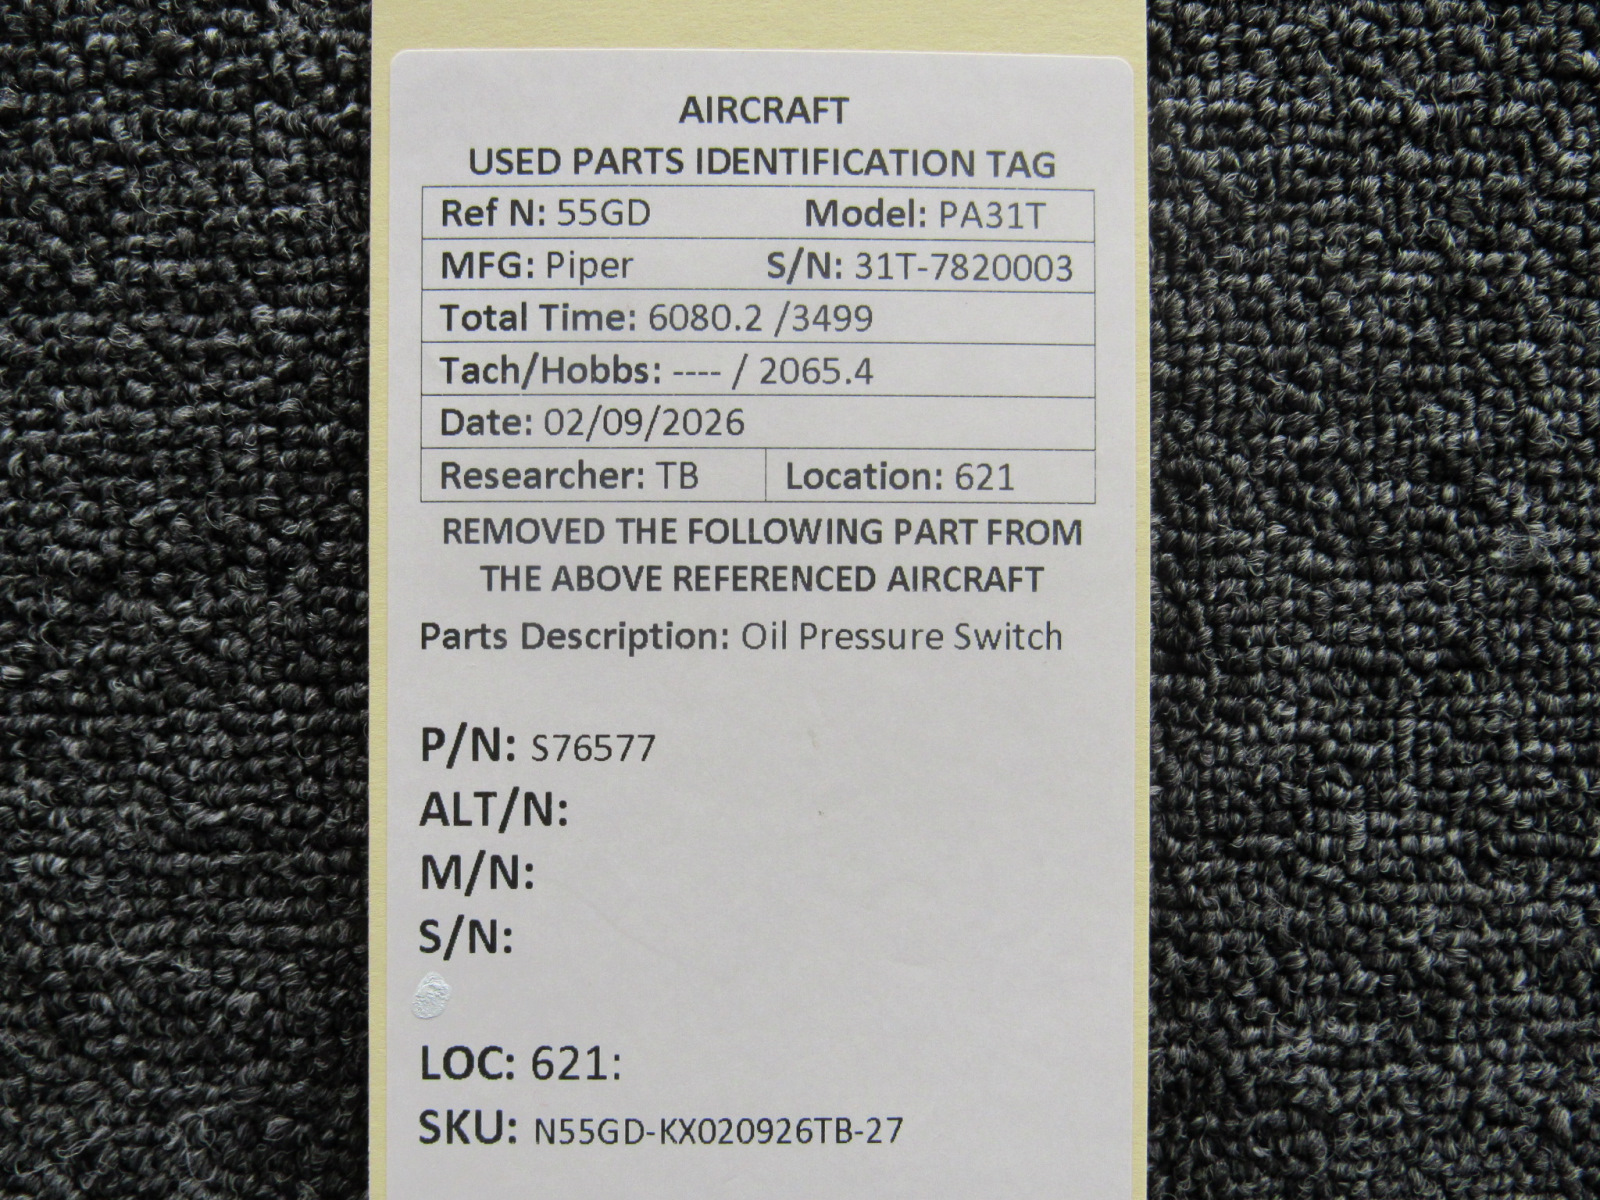 AIRCRAFT
USED PARTS IDENTIFICATION TAG
Ref N: 55GD Model: PA31T
MFG: Piper S/N: 31T-7820003
Total Time: 6080.2 /3499
Tach/Hobbs: ---- / 2065.4
Date: 02/09/2026
Researcher: TB Location: 621
REMOVED THE FOLLOWING PART FROM
THE ABOVE REFERENCED AIRCRAFT
Parts Description: Oil Pressure Switch
P/N: S76577
ALT/N:
M/N:
S/N:
LOC: 621:
SKU: N55GD-KX020926TB-27